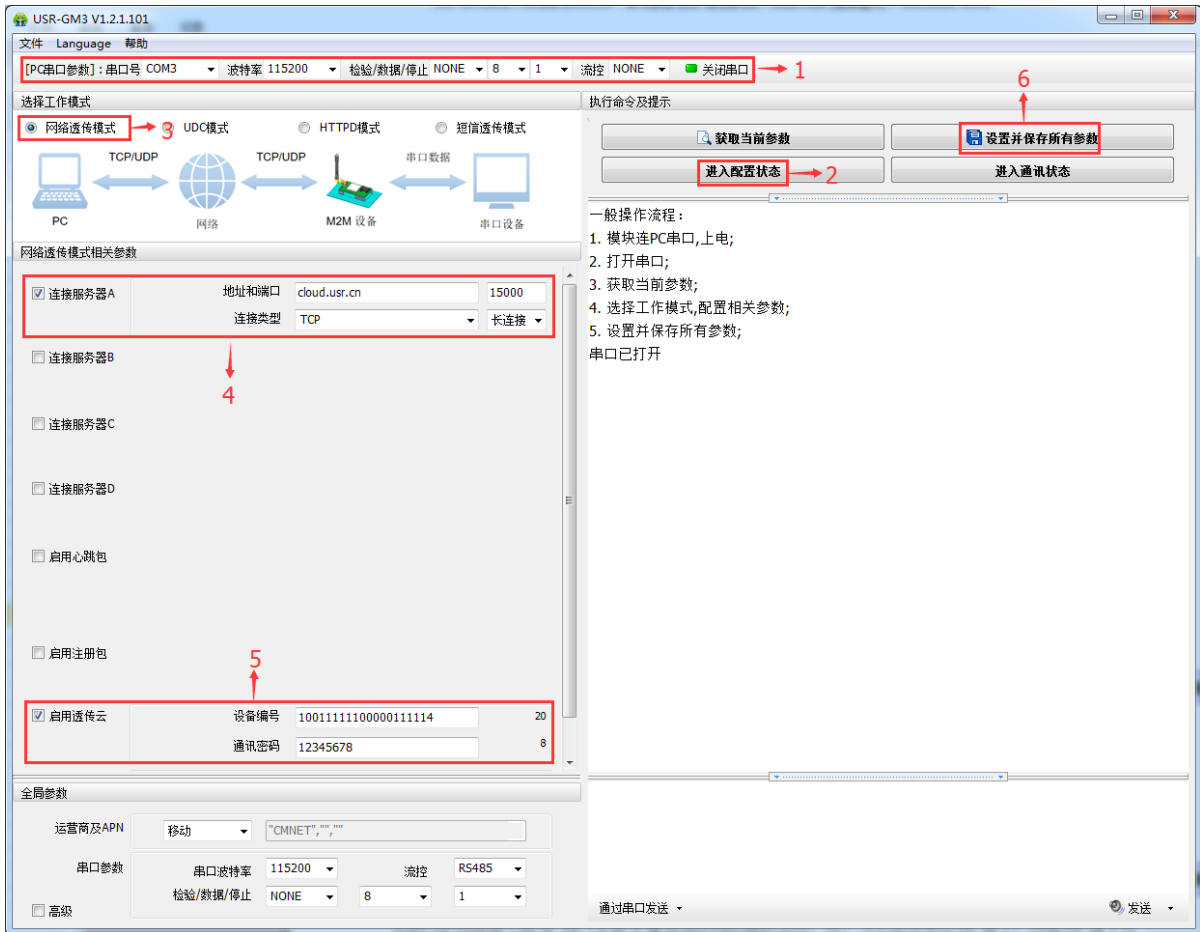 USR-GM3 V1.2.1.101
文件 Language 帮助
[PC串口参数]：串口号 COM3 波特率 115200 检验/数据/停止 NONE 8 1 流控 NONE 关闭串口 1
6
选择工作模式
执行命令及提示
网络透传模式 3 UDC模式 HTTPD模式 短信透传模式
获取当前参数 设置并保存所有参数
进入配置状态 2 进入通讯状态
TCP/UDP TCP/UDP 串口数据
PC 网络 M2M 设备 串口设备
一般操作流程：
1. 模块连PC串口,上电;
2. 打开串口;
3. 获取当前参数;
4. 选择工作模式,配置相关参数;
5. 设置并保存所有参数;
串口已打开
网络透传模式相关参数
连接服务器A 地址和端口 cloud.usr.cn 15000
连接类型 TCP 长连接
连接服务器B
4
连接服务器C
连接服务器D
启用心跳包
启用注册包
5
启用透传云 设备编号 10011111100000111114 20
通讯密码 12345678 8
全局参数
运营商及APN 移动 "CMNET","",""
串口参数 串口波特率 115200 流控 RS485
检验/数据/停止 NONE 8 1
高级
通过串口发送 发送